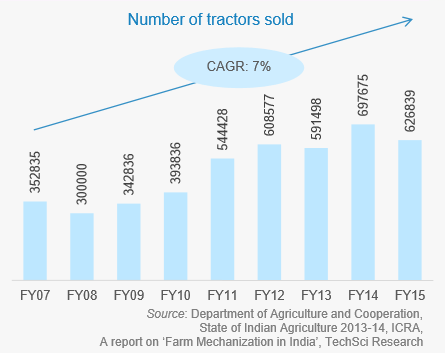 Number of tractors sold
CAGR: 7%
352835
300000
342836
393836
544428
608577
591498
697675
626839
FY07 FY08 FY09 FY10 FY11 FY12 FY13 FY14 FY15
Source: Department of Agriculture and Cooperation,
State of Indian Agriculture 2013-14, ICRA,
A report on ‘Farm Mechanization in India’, TechSci Research